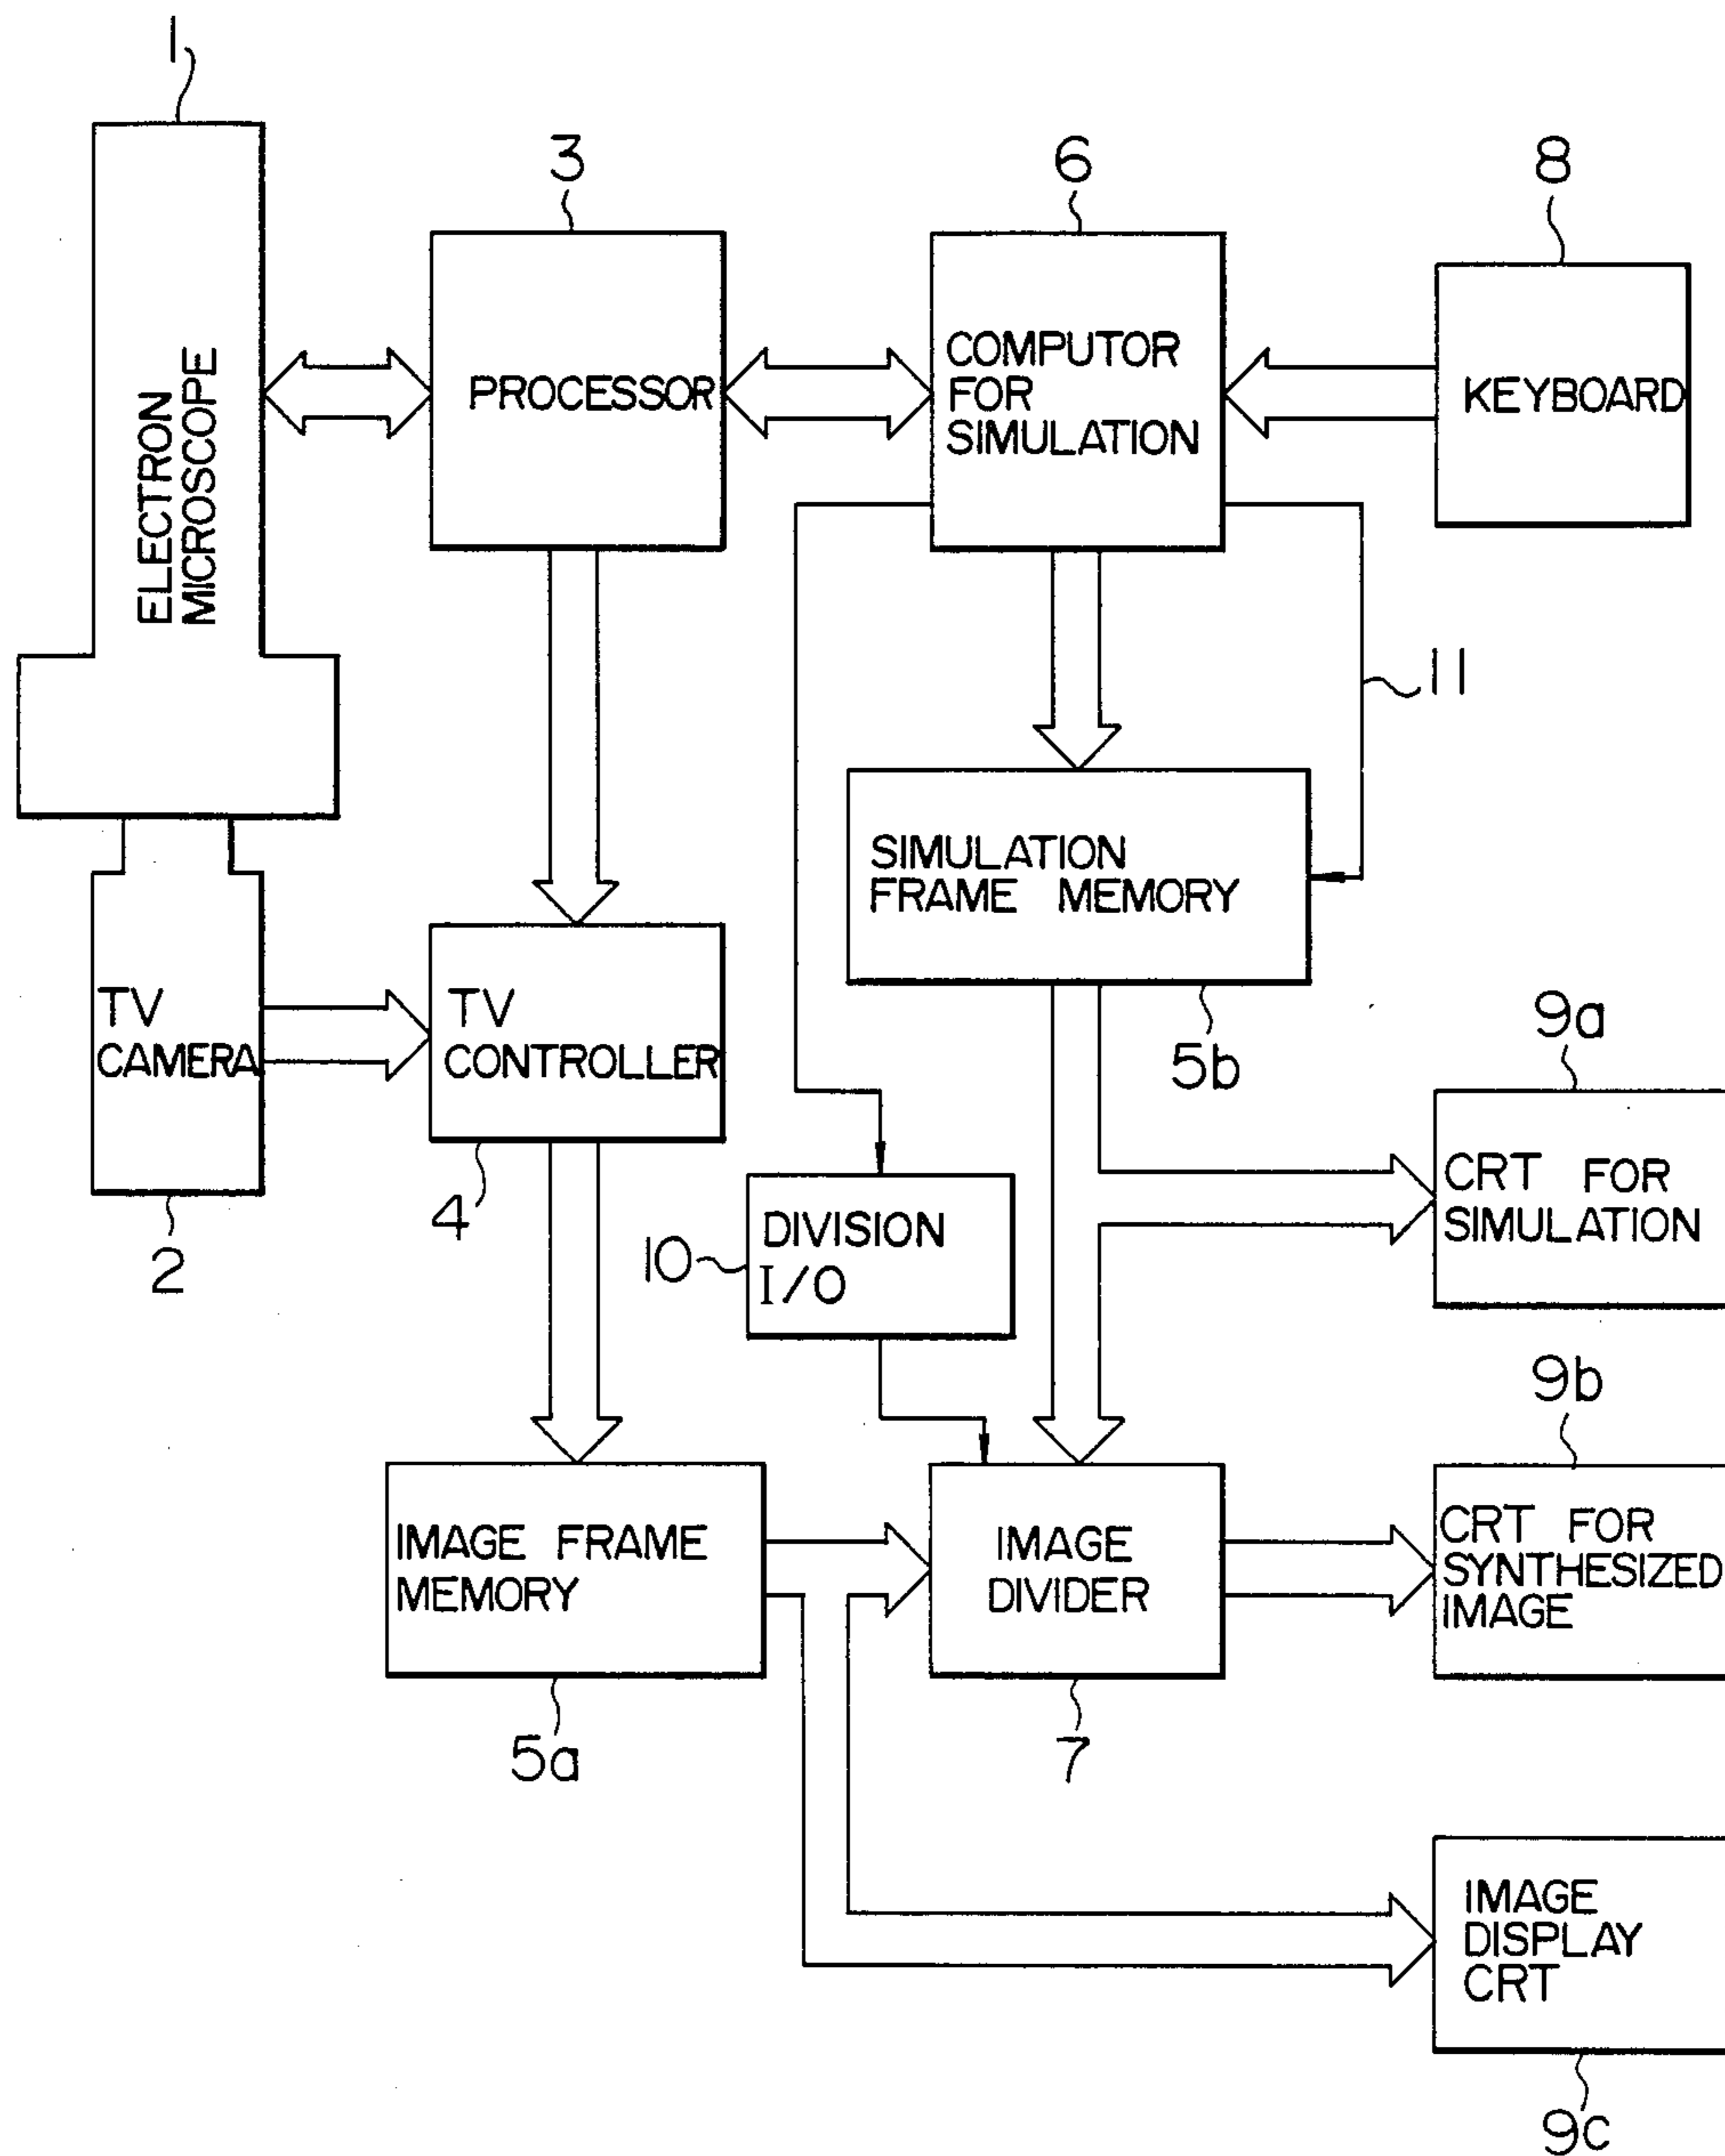 1
3
6
8
ELECTRON
MICROSCOPE
PROCESSOR
COMPUTOR
FOR
SIMULATION
KEYBOARD
11
SIMULATION
FRAME MEMORY
TV
CAMERA
TV
CONTROLLER
5b
9a
2
4
10
DIVISION
I/O
CRT FOR
SIMULATION
9b
IMAGE FRAME
MEMORY
IMAGE
DIVIDER
CRT FOR
SYNTHESIZED
IMAGE
5a
7
IMAGE
DISPLAY
CRT
9c